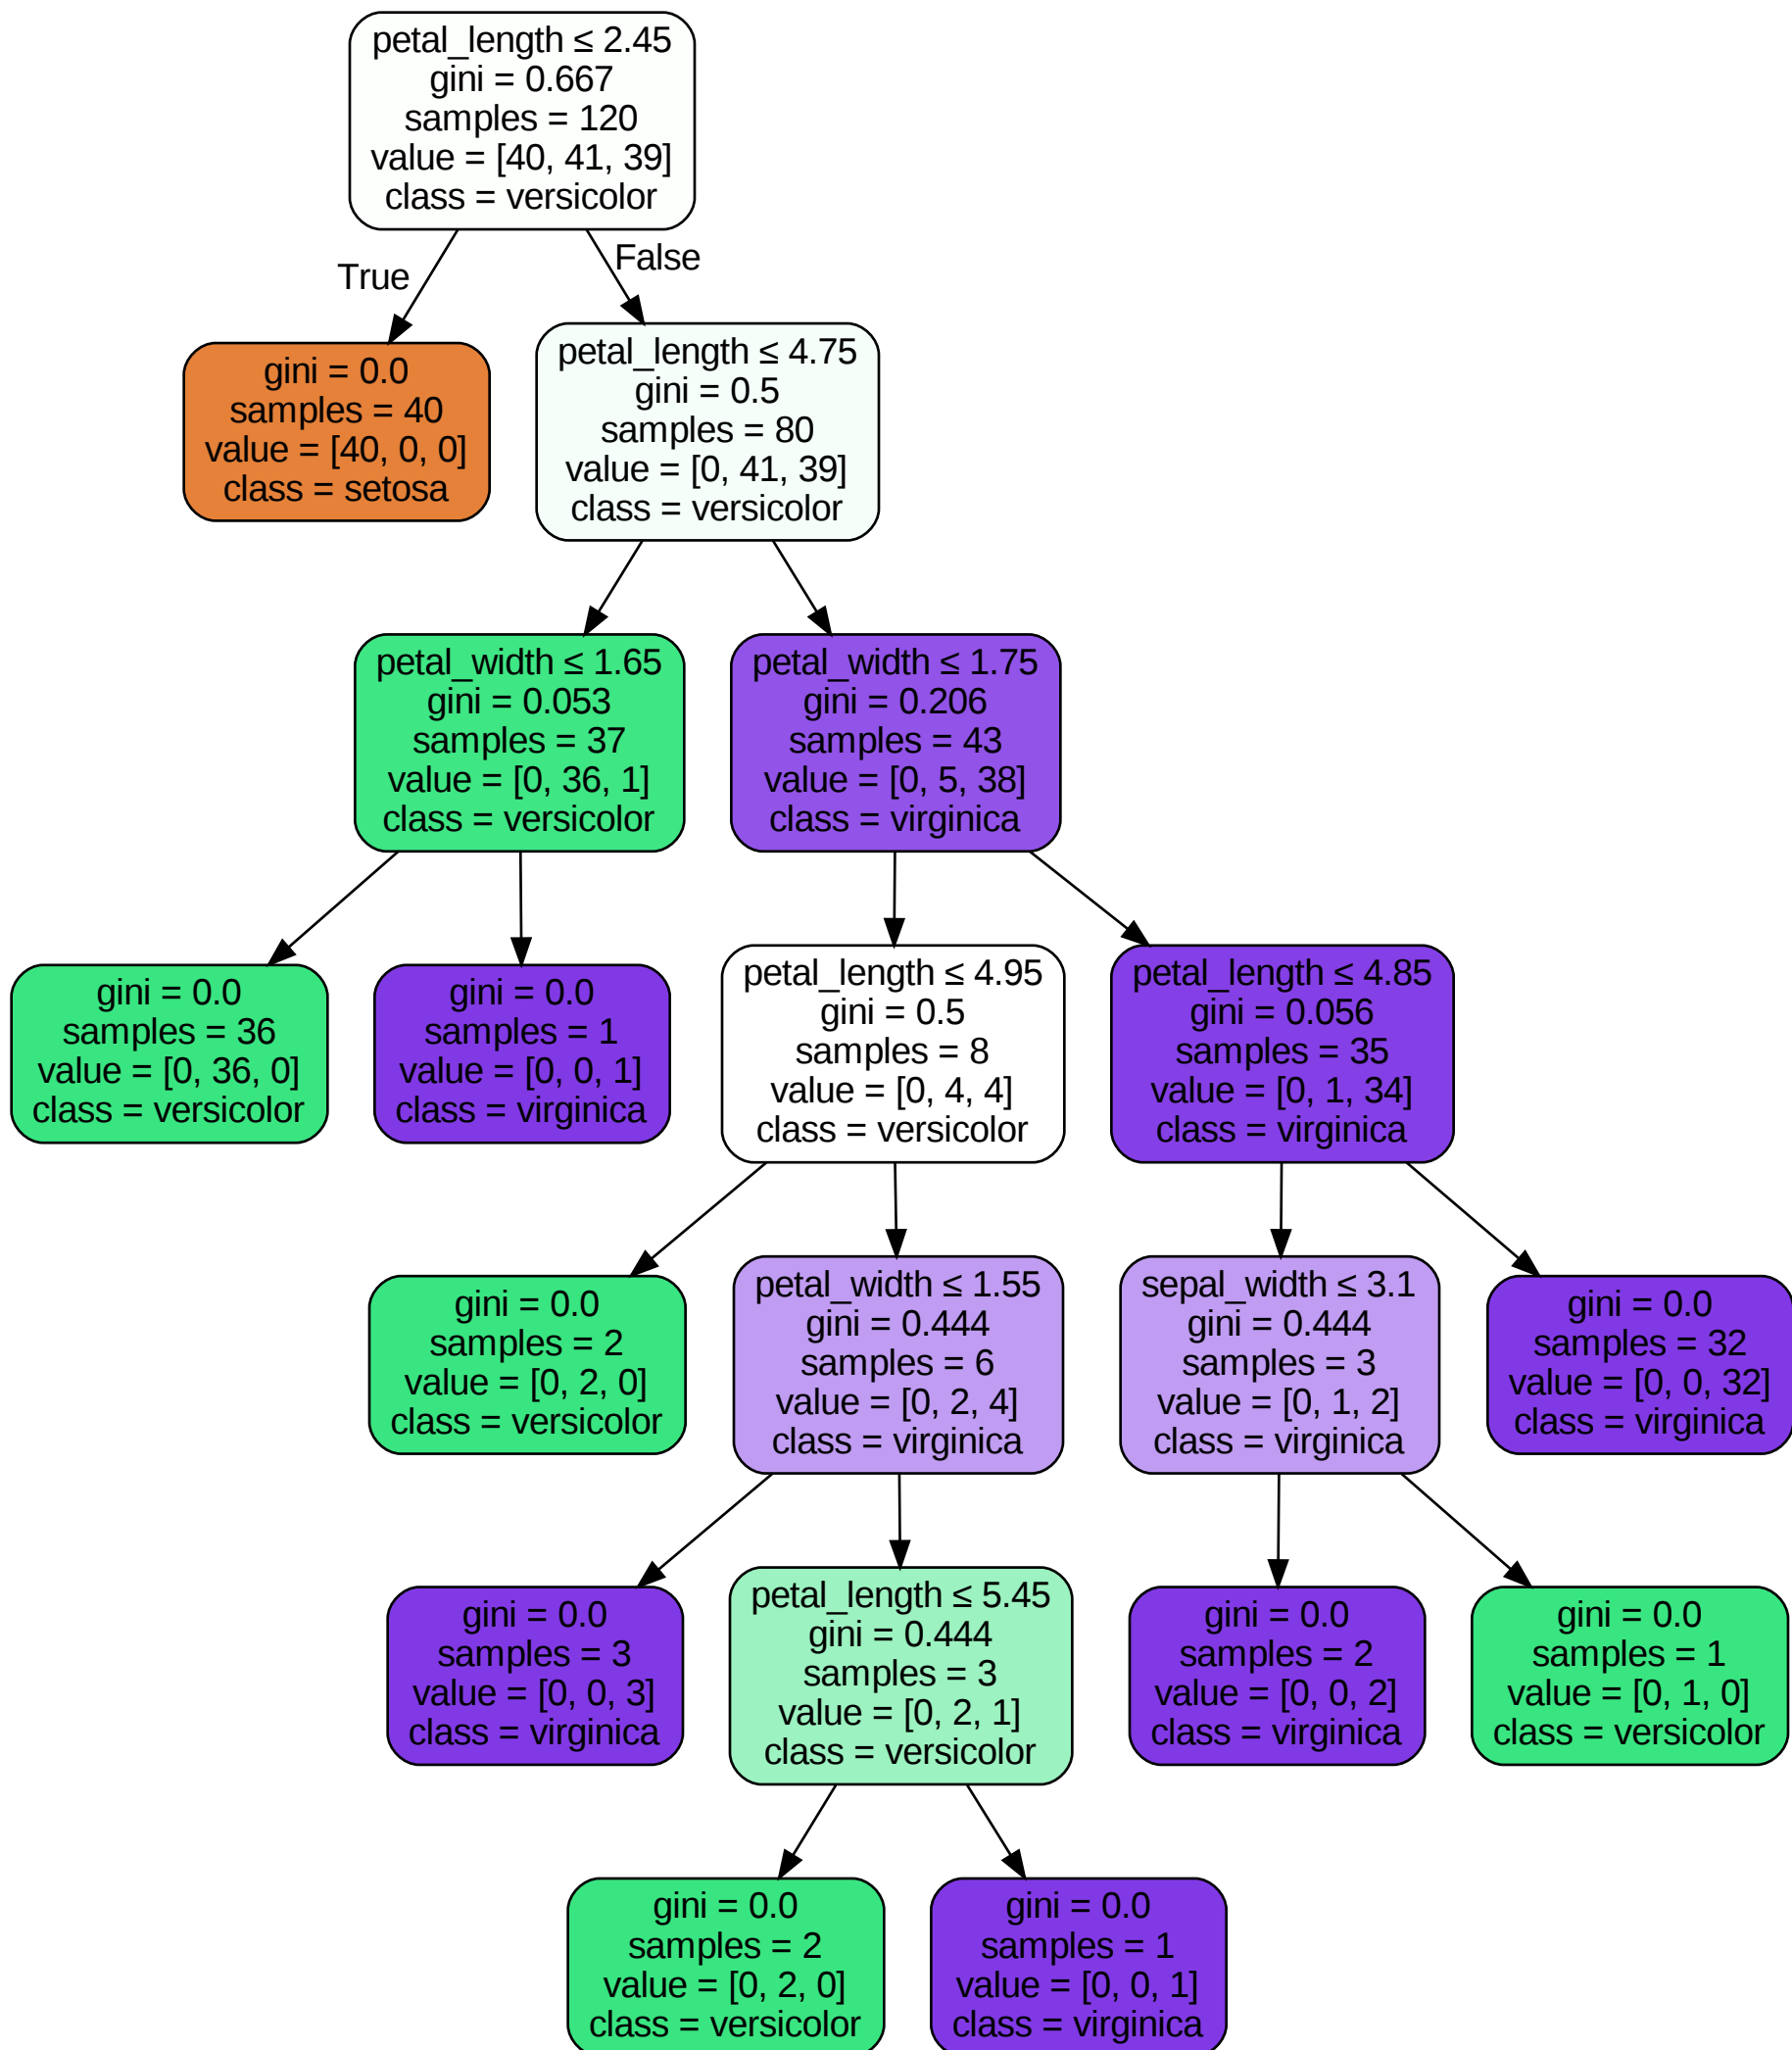 petal_length ≤ 2.45
gini = 0.667
samples = 120
value = [40, 41, 39]
class = versicolor
True
False
gini = 0.0
samples = 40
value = [40, 0, 0]
class = setosa
petal_length ≤ 4.75
gini = 0.5
samples = 80
value = [0, 41, 39]
class = versicolor
petal_width ≤ 1.65
gini = 0.053
samples = 37
value = [0, 36, 1]
class = versicolor
petal_width ≤ 1.75
gini = 0.206
samples = 43
value = [0, 5, 38]
class = virginica
gini = 0.0
samples = 36
value = [0, 36, 0]
class = versicolor
gini = 0.0
samples = 1
value = [0, 0, 1]
class = virginica
petal_length ≤ 4.95
gini = 0.5
samples = 8
value = [0, 4, 4]
class = versicolor
petal_length ≤ 4.85
gini = 0.056
samples = 35
value = [0, 1, 34]
class = virginica
gini = 0.0
samples = 2
value = [0, 2, 0]
class = versicolor
petal_width ≤ 1.55
gini = 0.444
samples = 6
value = [0, 2, 4]
class = virginica
sepal_width ≤ 3.1
gini = 0.444
samples = 3
value = [0, 1, 2]
class = virginica
gini = 0.0
samples = 32
value = [0, 0, 32]
class = virginica
gini = 0.0
samples = 3
value = [0, 0, 3]
class = virginica
petal_length ≤ 5.45
gini = 0.444
samples = 3
value = [0, 2, 1]
class = versicolor
gini = 0.0
samples = 2
value = [0, 0, 2]
class = virginica
gini = 0.0
samples = 1
value = [0, 1, 0]
class = versicolor
gini = 0.0
samples = 2
value = [0, 2, 0]
class = versicolor
gini = 0.0
samples = 1
value = [0, 0, 1]
class = virginica